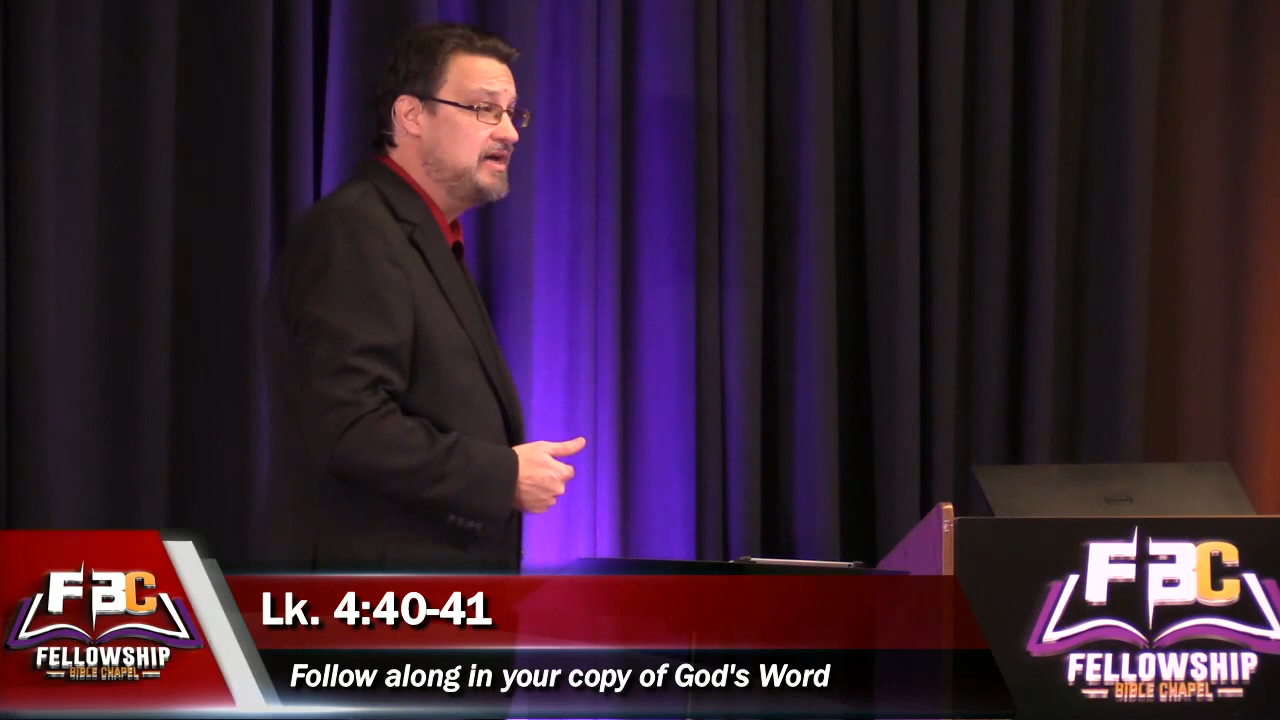 Lk. 4:40-41
Follow along in your copy of God's Word
FBC
FELLOWSHIP
BIBLE CHAPEL
DELL
FBC
FELLOWSHIP
BIBLE CHAPEL